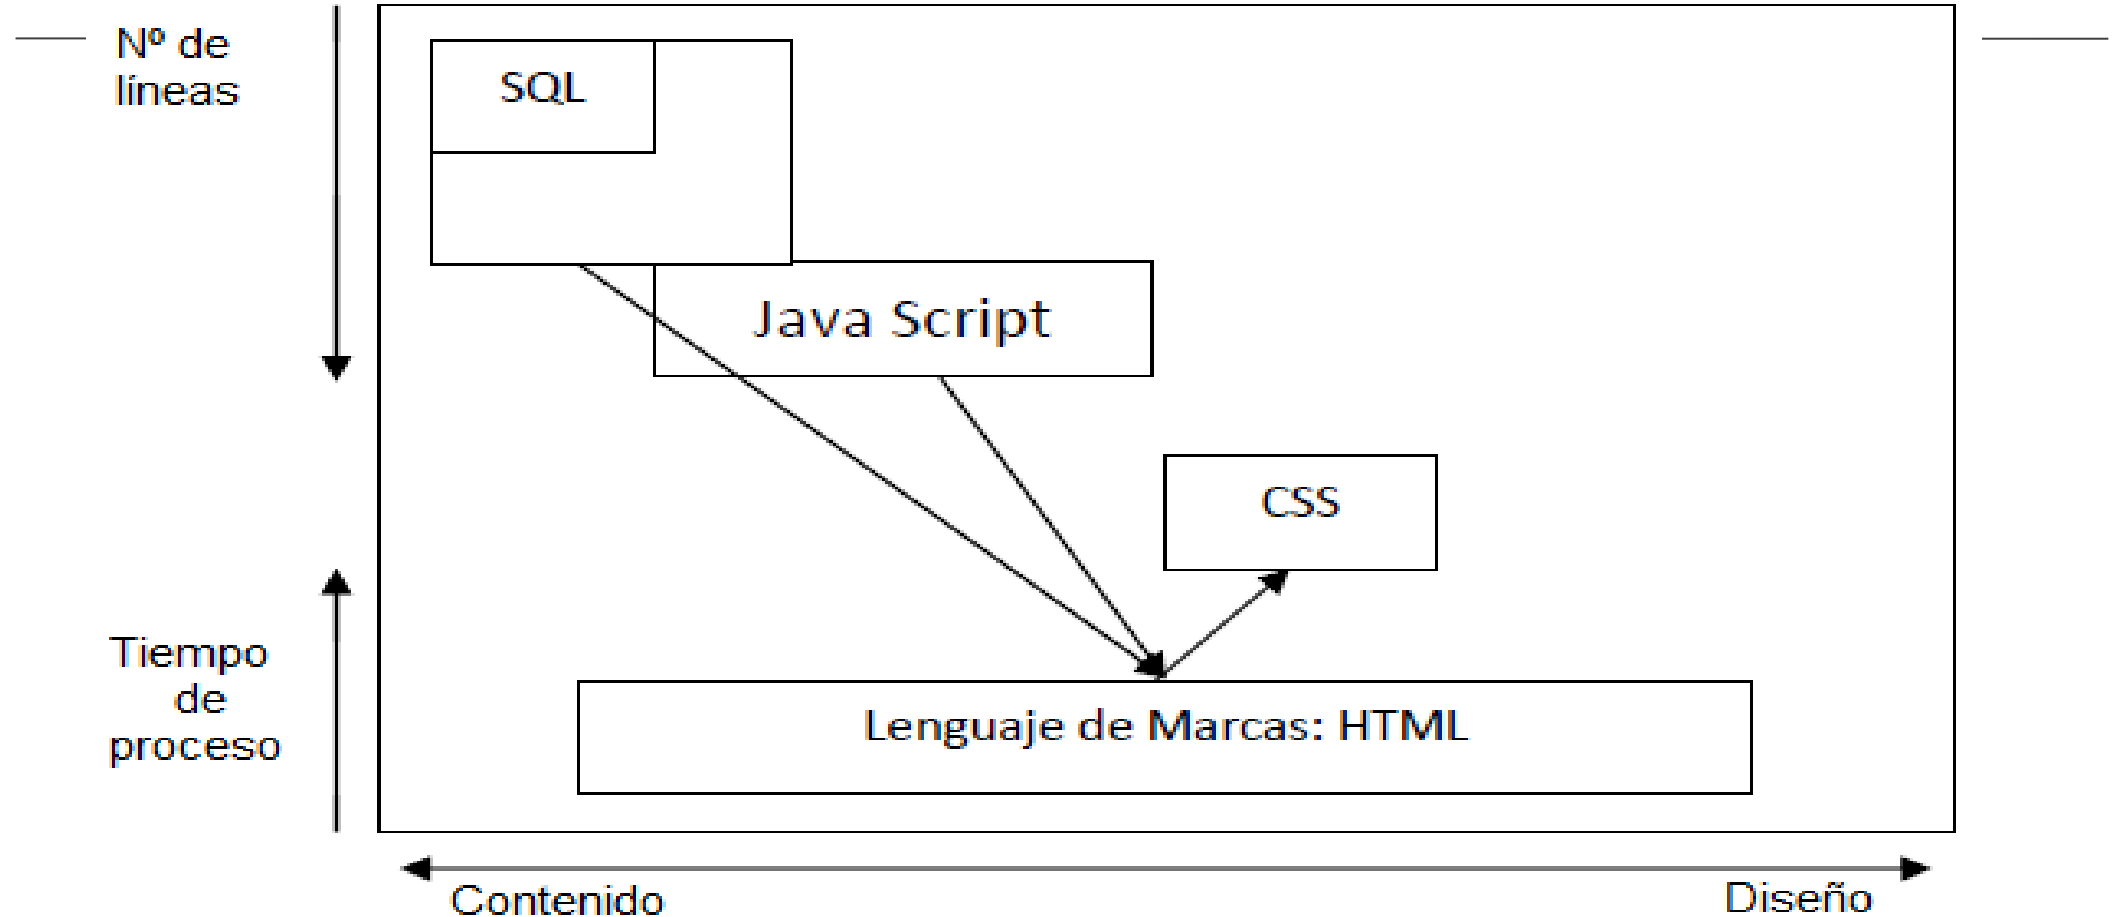 Nº de
líneas
SQL
Java Script
CSS
Tiempo
de
proceso
Lenguaje de Marcas: HTML
Contenido
Diseño